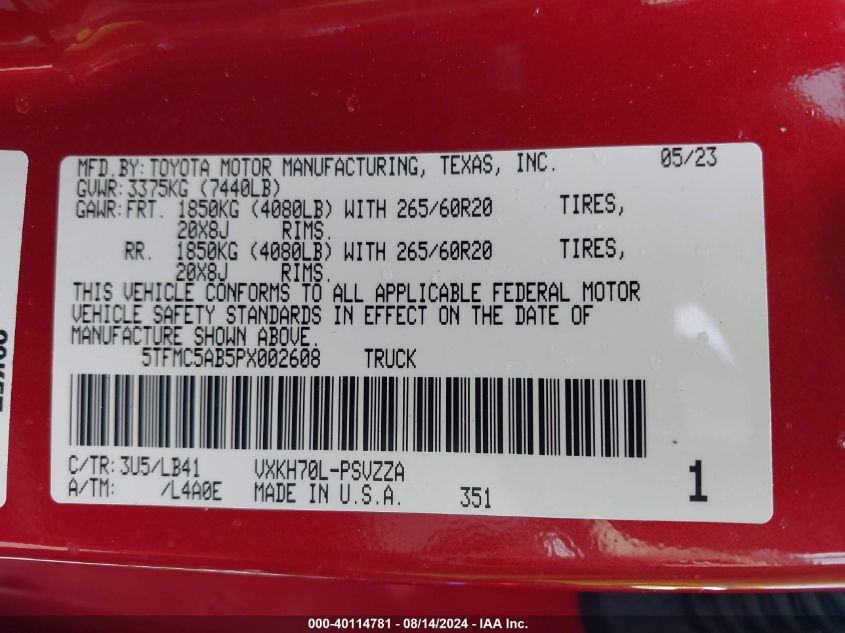 MFD.BY: TOYOTA MOTOR MANUFACTURING, TEXAS, INC. 05/23
GVWR: 3375KG (7440LB)
GAWR: FRT. 1850KG (4080LB) WITH 265/60R20 TIRES,
20X8J RIMS.
RR. 1850KG (4080LB) WITH 265/60R20 TIRES,
20X8J RIMS.
THIS VEHICLE CONFORMS TO ALL APPLICABLE FEDERAL MOTOR
VEHICLE SAFETY STANDARDS IN EFFECT ON THE DATE OF
MANUFACTURE SHOWN ABOVE.
5TFMC5AB5PX002608 TRUCK
C/TR: 3U5/LB41 VXKH70L-PSVZZA
A/TM: /L4A0E MADE IN U.S.A. 351 1
000-40114781 - 08/14/2024 - IAA Inc.